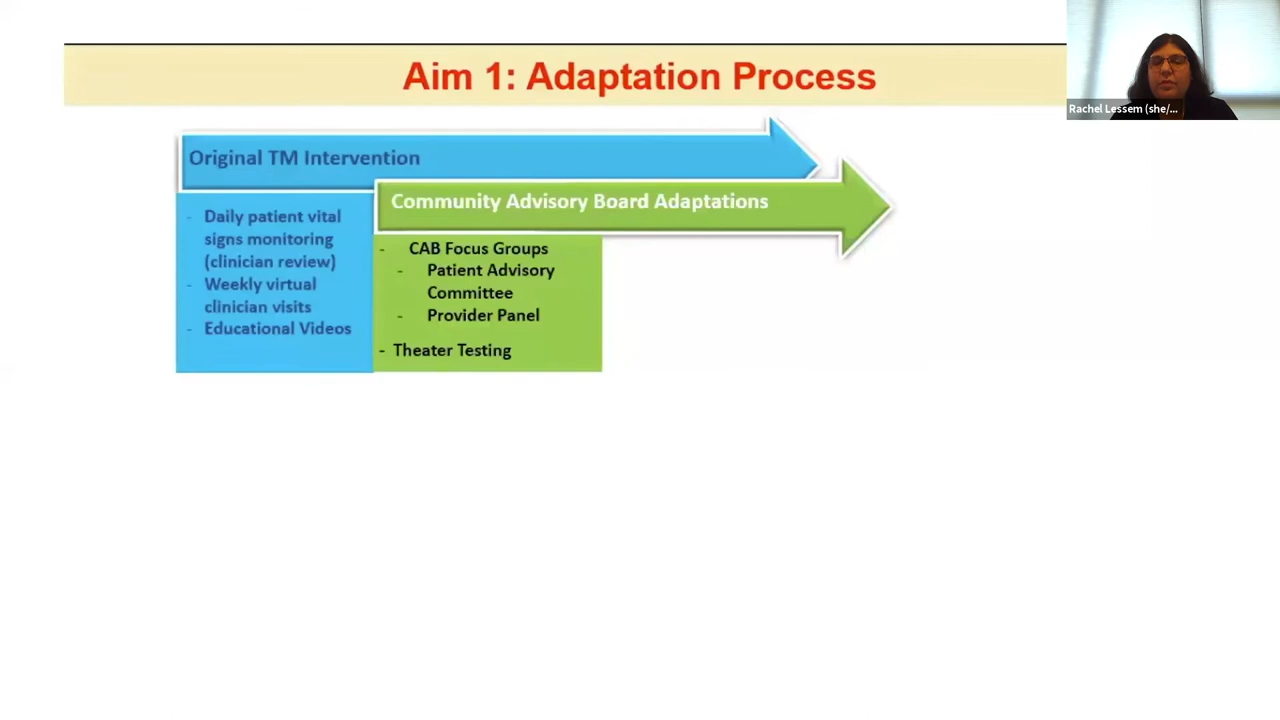 Aim 1: Adaptation Process
Rachel Lessem (she/...
Original TM Intervention
- Daily patient vital
signs monitoring
(clinician review)
- Weekly virtual
clinician visits
- Educational Videos
Community Advisory Board Adaptations
- CAB Focus Groups
- Patient Advisory
Committee
- Provider Panel
- Theater Testing